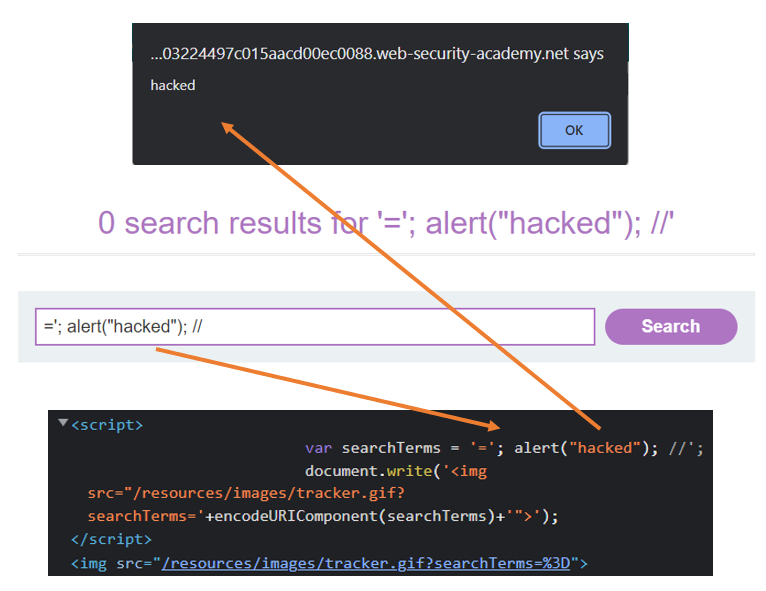 ...03224497c015aacd00ec0088.web-security-academy.net says
hacked
OK
0 search results for '='; alert("hacked"); //'
='; alert("hacked"); //
Search
<script>
var searchTerms = '='; alert("hacked"); //';
document.write('<img
src="/resources/images/tracker.gif?
searchTerms='+encodeURIComponent(searchTerms)+'">');
</script>
<img src="/resources/images/tracker.gif?searchTerms=%3D">